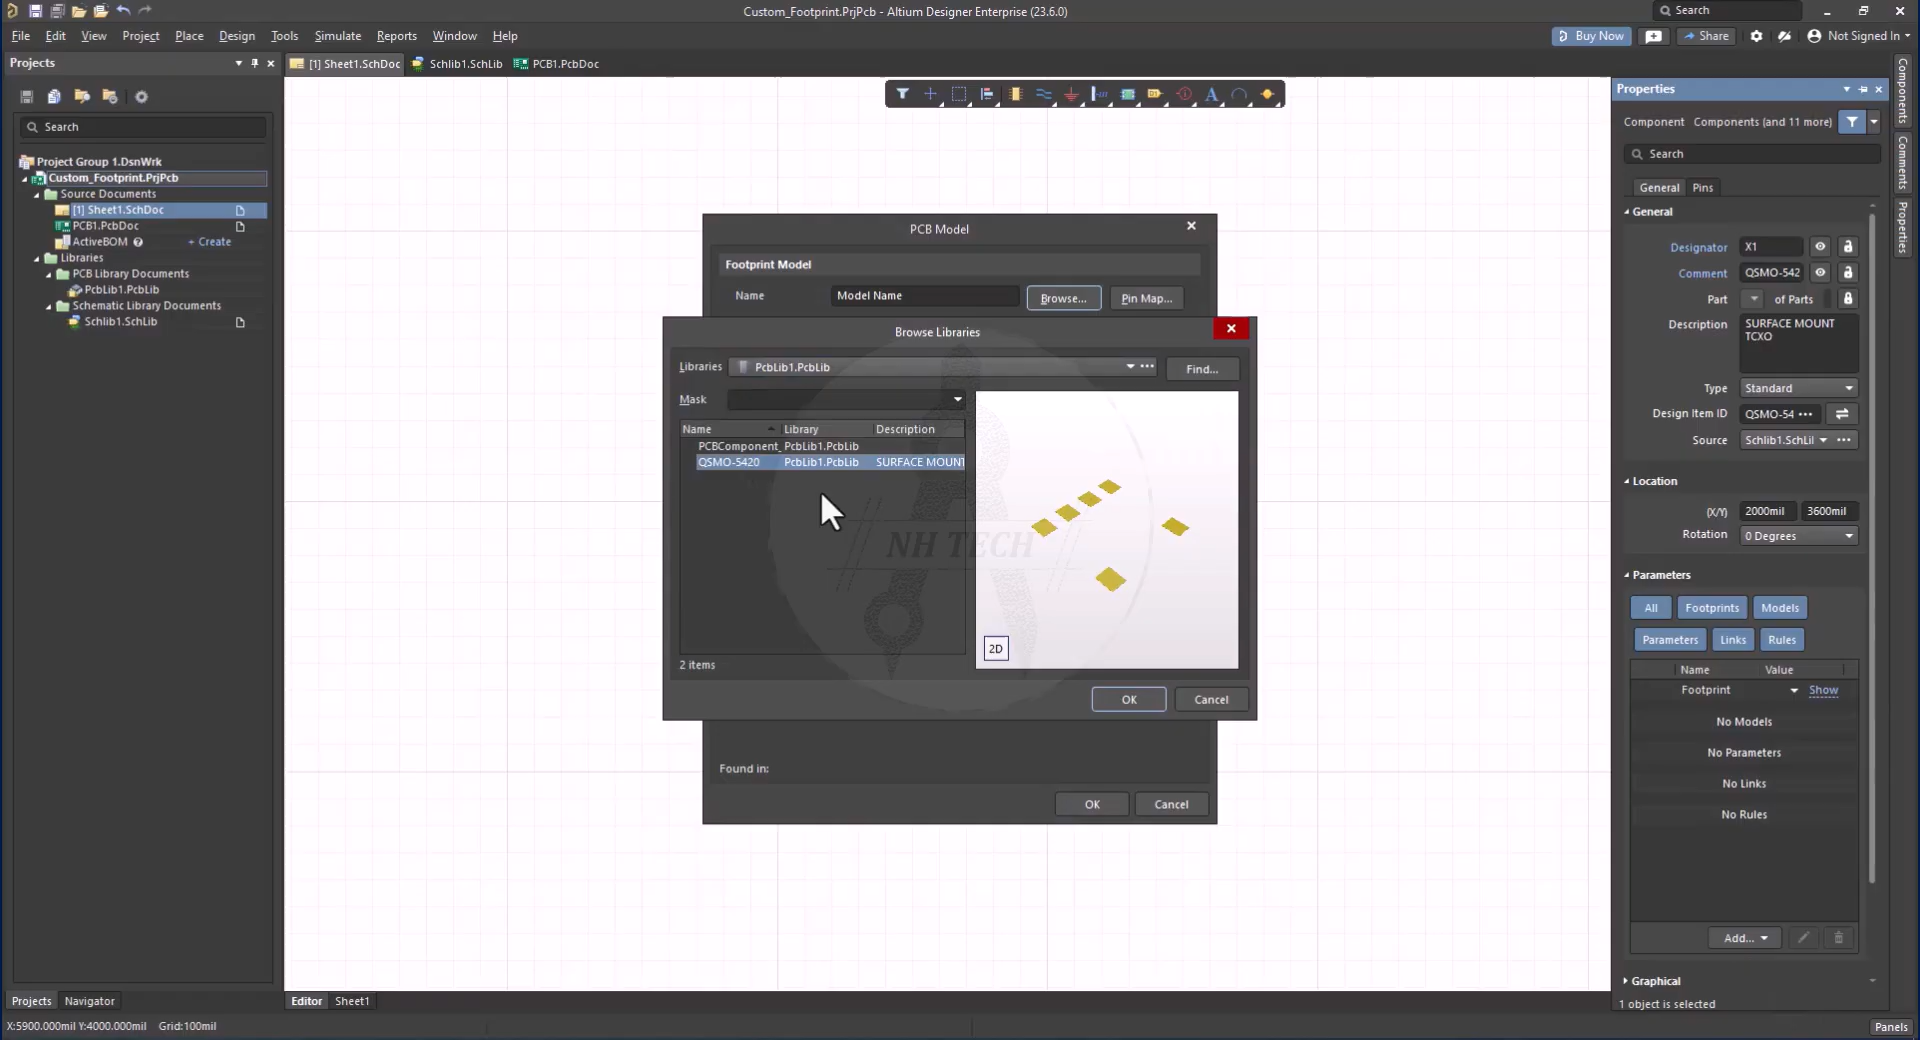 Custom_Footprint.PrjPcb - Altium Designer Enterprise (23.6.0)
Search
File Edit View Project Place Design Tools Simulate Reports Window Help
Buy Now
Share
Not Signed In
Projects
[1] Sheet1.SchDoc
Schlib1.SchLib
PCB1.PcbDoc
Search
Project Group 1.DsnWrk
Custom_Footprint.PrjPcb
Source Documents
[1] Sheet1.SchDoc
PCB1.PcbDoc
ActiveBOM
+ Create
Libraries
PCB Library Documents
PcbLib1.PcbLib
Schematic Library Documents
Schlib1.SchLib
PCB Model
Footprint Model
Name
Model Name
Browse...
Pin Map...
Browse Libraries
Libraries
PcbLib1.PcbLib
Find...
Mask
Name Library Description
PCBComponent_ PcbLib1.PcbLib
QSMO-5420 PcbLib1.PcbLib SURFACE MOUNT
NH TECH
2D
2 items
OK
Cancel
Found in:
OK
Cancel
Properties
Component Components (and 11 more)
Search
General Pins
General
Designator X1
Comment QSMO-542
Part of Parts
Description SURFACE MOUNT
TCXO
Type Standard
Design Item ID QSMO-54
Source Schlib1.SchLil
Location
(X/Y) 2000mil 3600mil
Rotation 0 Degrees
Parameters
All Footprints Models
Parameters Links Rules
Name Value
Footprint Show
No Models
No Parameters
No Links
No Rules
Add...
Graphical
1 object is selected
Components
Comments
Properties
Projects Navigator
Editor Sheet1
X:5900.000mil Y:4000.000mil Grid:100mil
Panels